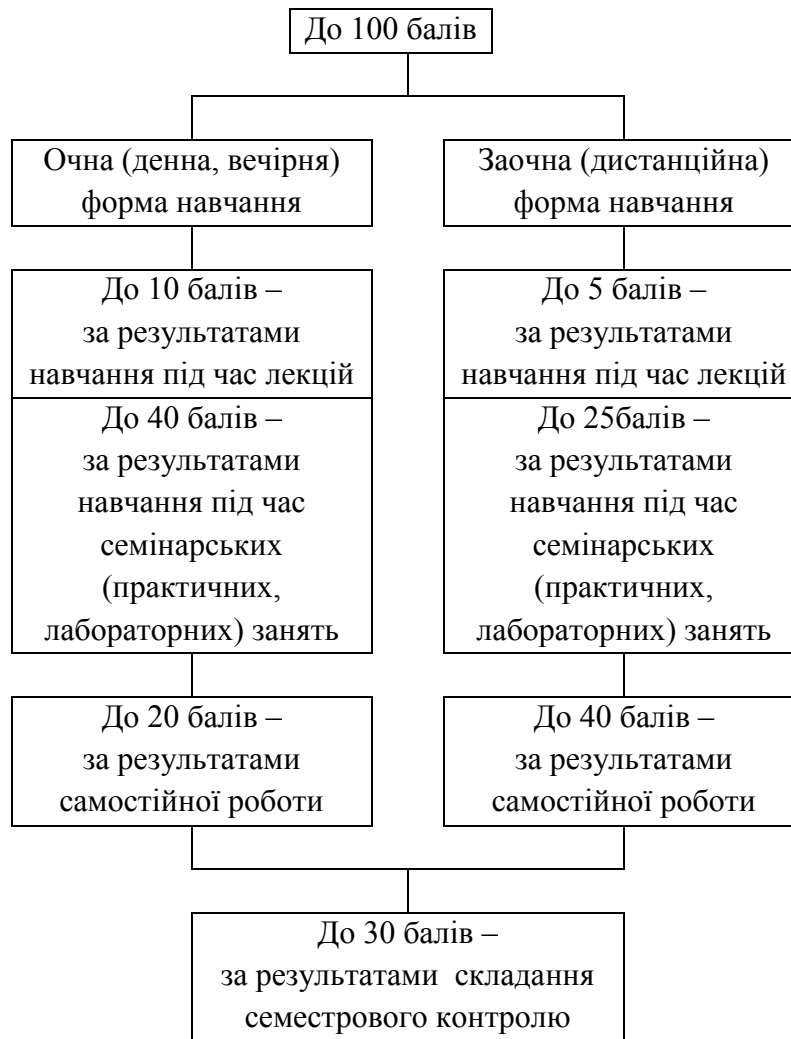 До 100 балів
Очна (денна, вечірня)
форма навчання
Заочна (дистанційна)
форма навчання
До 10 балів –
за результатами
навчання під час лекцій
До 40 балів –
за результатами
навчання під час
семінарських
(практичних,
лабораторних) занять
До 5 балів –
за результатами
навчання під час лекцій
До 25балів –
за результатами
навчання під час
семінарських
(практичних,
лабораторних) занять
До 20 балів –
за результатами
самостійної роботи
До 40 балів –
за результатами
самостійної роботи
До 30 балів –
за результатами  складання
семестрового контролю